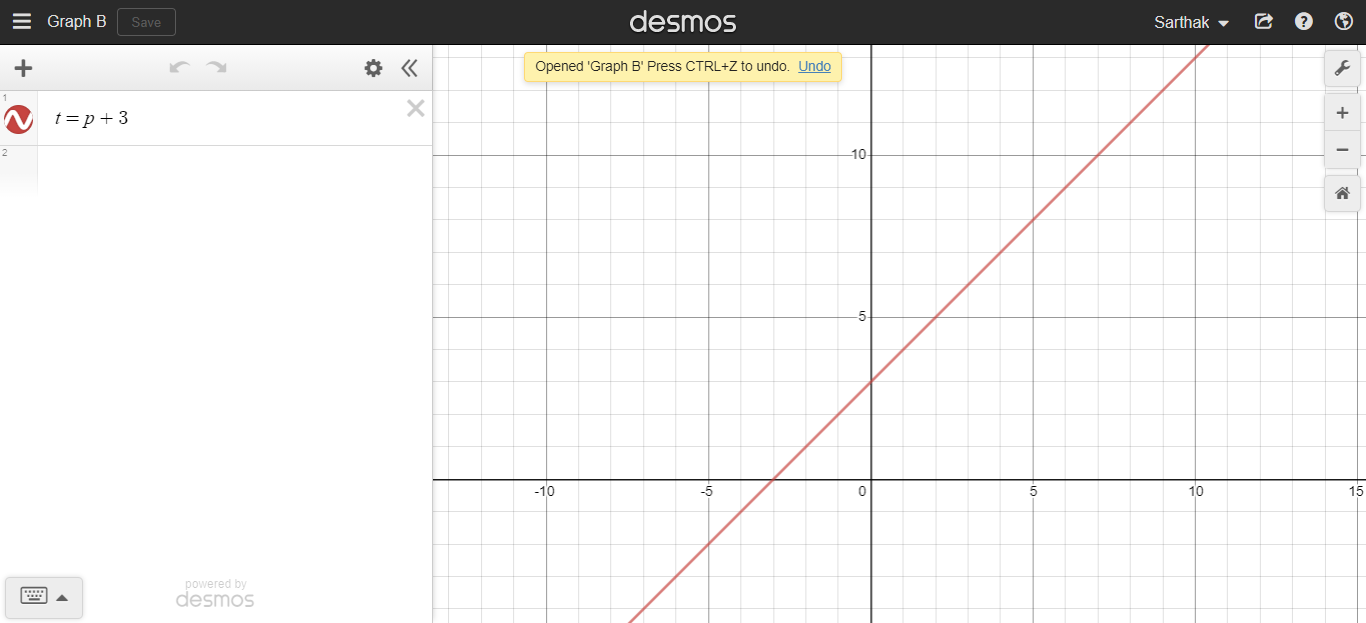 Graph B Save desmos Sarthak
Opened 'Graph B' Press CTRL+Z to undo. Undo
1
t = p + 3
2
10
5
-10 -5 0 5 10 15
powered by
desmos